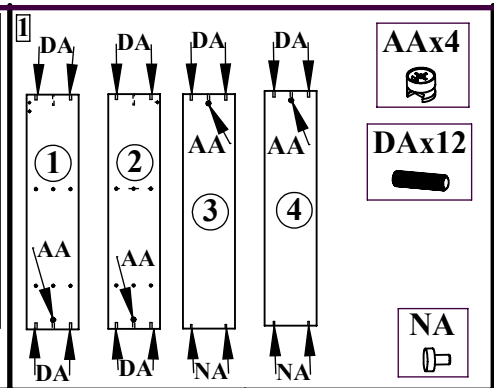 1
DA DA DA DA
AAx4
DAx12
1 2
AA AA
3 4
AA AA
NA
DA DA NA NA